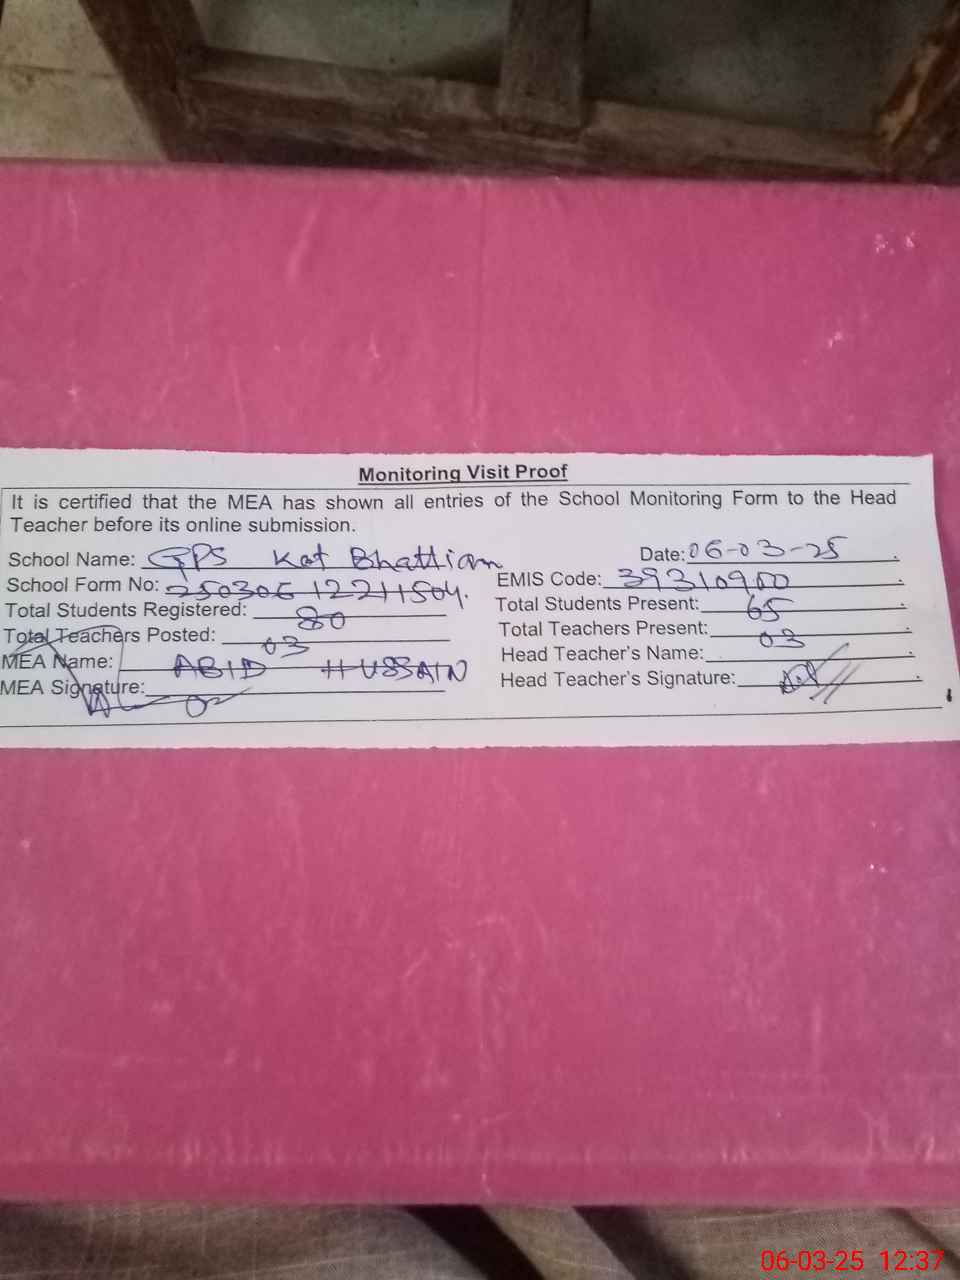 Monitoring Visit Proof
It is certified that the MEA has shown all entries of the School Monitoring Form to the Head
Teacher before its online submission.
School Name: GPS Kat Bhattian Date: 06-03-25.
School Form No: 250306 12211504. EMIS Code: 39310900.
Total Students Registered: 80 Total Students Present: 65.
Total Teachers Posted: 03 Total Teachers Present: 03.
MEA Name: ABID HUSSAIN Head Teacher's Name: .
MEA Signature: Head Teacher's Signature: .
06-03-25 12:37